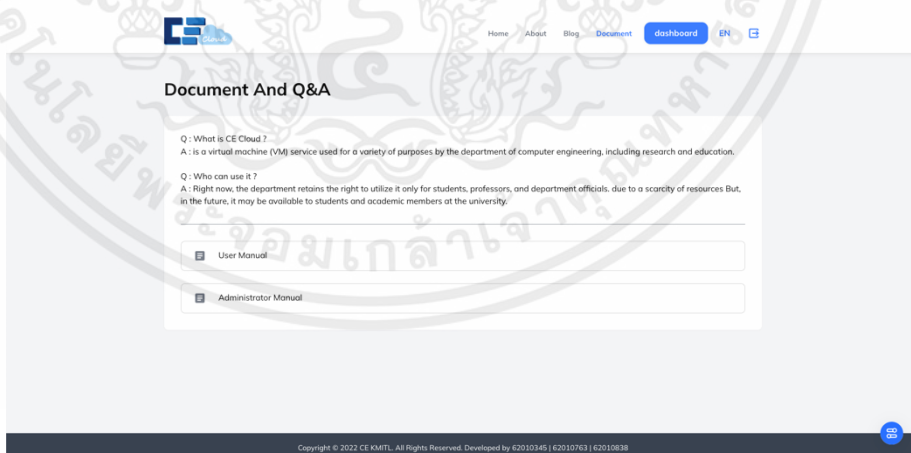 CE
Cloud
Home About Blog Document dashboard EN
Document And Q&A
Q : What is CE Cloud ?
A : is a virtual machine (VM) service used for a variety of purposes by the department of computer engineering, including research and education.
Q : Who can use it ?
A : Right now, the department retains the right to utilize it only for students, professors, and department officials. due to a scarcity of resources But,
in the future, it may be available to students and academic members at the university.
User Manual
Administrator Manual
Copyright © 2022 CE KMITL. All Rights Reserved. Developed by 62010345 | 62010763 | 62010838